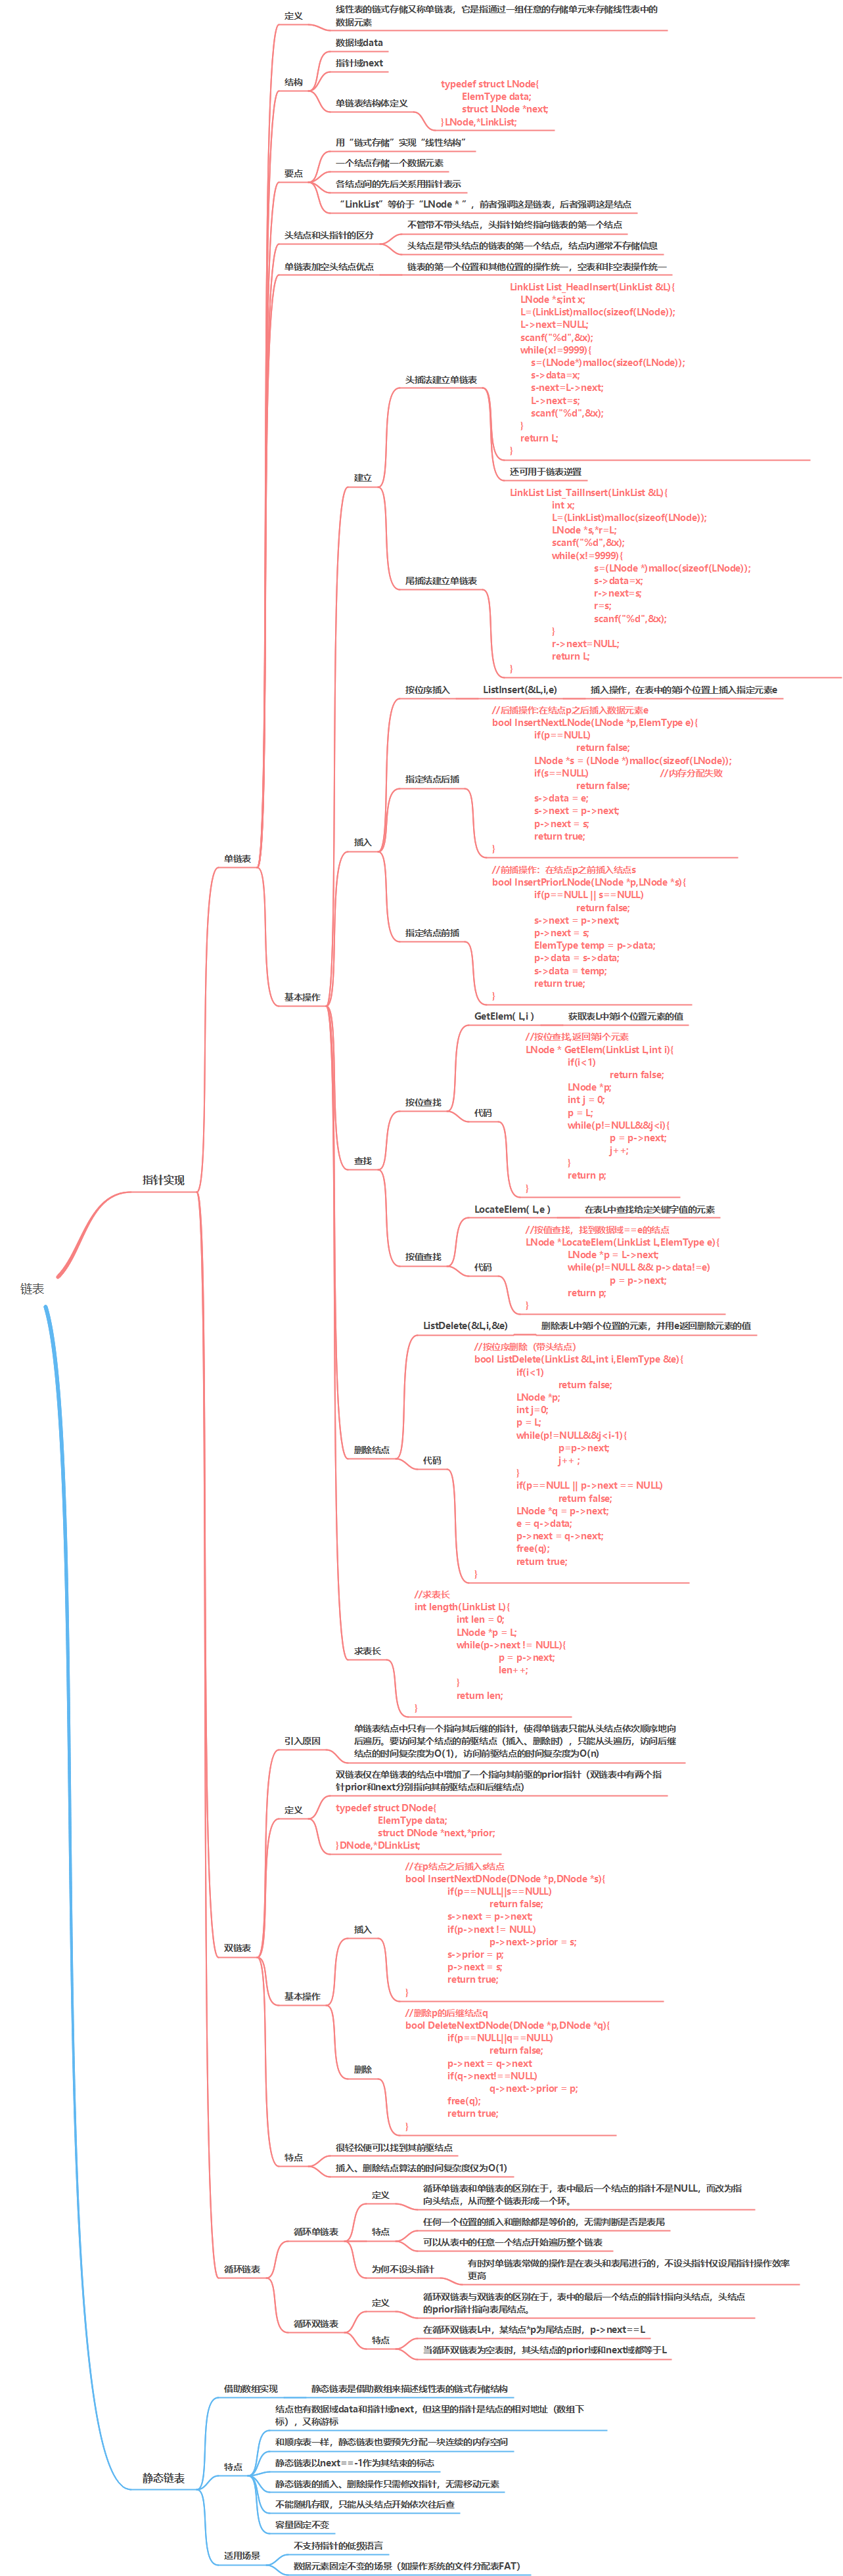 链表
指针实现
单链表
定义
线性表的链式存储又称单链表，它是指通过一组任意的存储单元来存储线性表中的
数据元素
结构
数据域data
指针域next
单链表结构体定义
typedef struct LNode{
ElemType data;
struct LNode *next;
}LNode,*LinkList;
要点
用“链式存储”实现“线性结构”
一个结点存储一个数据元素
各结点间的先后关系用指针表示
“LinkList”等价于“LNode * ”，前者强调这是链表，后者强调这是结点
头结点和头指针的区分
不管带不带头结点，头指针始终指向链表的第一个结点
头结点是带头结点的链表的第一个结点，结点内通常不存储信息
单链表加空头结点优点
链表的第一个位置和其他位置的操作统一，空表和非空表操作统一
基本操作
建立
头插法建立单链表
LinkList List_HeadInsert(LinkList &L){
LNode *s;int x;
L=(LinkList)malloc(sizeof(LNode));
L->next=NULL;
scanf("%d",&x);
while(x!=9999){
s=(LNode*)malloc(sizeof(LNode));
s->data=x;
s-next=L->next;
L->next=s;
scanf("%d",&x);
}
return L;
}
还可用于链表逆置
尾插法建立单链表
LinkList List_TailInsert(LinkList &L){
int x;
L=(LinkList)malloc(sizeof(LNode));
LNode *s,*r=L;
scanf("%d",&x);
while(x!=9999){
s=(LNode *)malloc(sizeof(LNode));
s->data=x;
r->next=s;
r=s;
scanf("%d",&x);
}
r->next=NULL;
return L;
}
插入
按位序插入
ListInsert(&L,i,e)
插入操作，在表中的第i个位置上插入指定元素e
指定结点后插
//后插操作:在结点p之后插入数据元素e
bool InsertNextLNode(LNode *p,ElemType e){
if(p==NULL)
return false;
LNode *s = (LNode *)malloc(sizeof(LNode));
if(s==NULL) //内存分配失败
return false;
s->data = e;
s->next = p->next;
p->next = s;
return true;
}
指定结点前插
//前插操作：在结点p之前插入结点s
bool InsertPriorLNode(LNode *p,LNode *s){
if(p==NULL || s==NULL)
return false;
s->next = p->next;
p->next = s;
ElemType temp = p->data;
p->data = s->data;
s->data = temp;
return true;
}
查找
按位查找
GetElem( L,i )
获取表L中第i个位置元素的值
代码
//按位查找,返回第i个元素
LNode * GetElem(LinkList L,int i){
if(i<1)
return false;
LNode *p;
int j = 0;
p = L;
while(p!=NULL&&j<i){
p = p->next;
j++;
}
return p;
}
按值查找
LocateElem( L,e )
在表L中查找给定关键字值的元素
代码
//按值查找，找到数据域==e的结点
LNode *LocateElem(LinkList L,ElemType e){
LNode *p = L->next;
while(p!=NULL && p->data!=e)
p = p->next;
return p;
}
删除结点
ListDelete(&L,i,&e)
删除表L中第i个位置的元素，并用e返回删除元素的值
代码
//按位序删除（带头结点）
bool ListDelete(LinkList &L,int i,ElemType &e){
if(i<1)
return false;
LNode *p;
int j=0;
p = L;
while(p!=NULL&&j<i-1){
p=p->next;
j++ ;
}
if(p==NULL || p->next == NULL)
return false;
LNode *q = p->next;
e = q->data;
p->next = q->next;
free(q);
return true;
}
求表长
//求表长
int length(LinkList L){
int len = 0;
LNode *p = L;
while(p->next != NULL){
p = p->next;
len++;
}
return len;
}
双链表
引入原因
单链表结点中只有一个指向其后继的指针，使得单链表只能从头结点依次顺序地向
后遍历。要访问某个结点的前驱结点（插入、删除时），只能从头遍历，访问后继
结点的时间复杂度为O(1)，访问前驱结点的时间复杂度为O(n)
定义
双链表仅在单链表的结点中增加了一个指向其前驱的prior指针（双链表中有两个指
针prior和next分别指向其前驱结点和后继结点)
typedef struct DNode{
ElemType data;
struct DNode *next,*prior;
}DNode,*DLinkList;
基本操作
插入
//在p结点之后插入s结点
bool InsertNextDNode(DNode *p,DNode *s){
if(p==NULL||s==NULL)
return false;
s->next = p->next;
if(p->next != NULL)
p->next->prior = s;
s->prior = p;
p->next = s;
return true;
}
删除
//删除p的后继结点q
bool DeleteNextDNode(DNode *p,DNode *q){
if(p==NULL||q==NULL)
return false;
p->next = q->next
if(q->next!==NULL)
q->next->prior = p;
free(q);
return true;
}
特点
很轻松便可以找到其前驱结点
插入、删除结点算法的时间复杂度仅为O(1)
循环链表
循环单链表
定义
循环单链表和单链表的区别在于，表中最后一个结点的指针不是NULL，而改为指
向头结点，从而整个链表形成一个环。
特点
任何一个位置的插入和删除都是等价的，无需判断是否是表尾
可以从表中的任意一个结点开始遍历整个链表
为何不设头指针
有时对单链表常做的操作是在表头和表尾进行的，不设头指针仅设尾指针操作效率
更高
循环双链表
定义
循环双链表与双链表的区别在于，表中的最后一个结点的指针指向头结点，头结点
的prior指针指向表尾结点。
特点
在循环双链表L中，某结点*p为尾结点时，p->next==L
当循环双链表为空表时，其头结点的prior域和next域都等于L
静态链表
借助数组实现
静态链表是借助数组来描述线性表的链式存储结构
特点
结点也有数据域data和指针域next，但这里的指针是结点的相对地址（数组下
标），又称游标
和顺序表一样，静态链表也要预先分配一块连续的内存空间
静态链表以next==-1作为其结束的标志
静态链表的插入、删除操作只需修改指针，无需移动元素
不能随机存取，只能从头结点开始依次往后查
容量固定不变
适用场景
不支持指针的低级语言
数据元素固定不变的场景（如操作系统的文件分配表FAT）